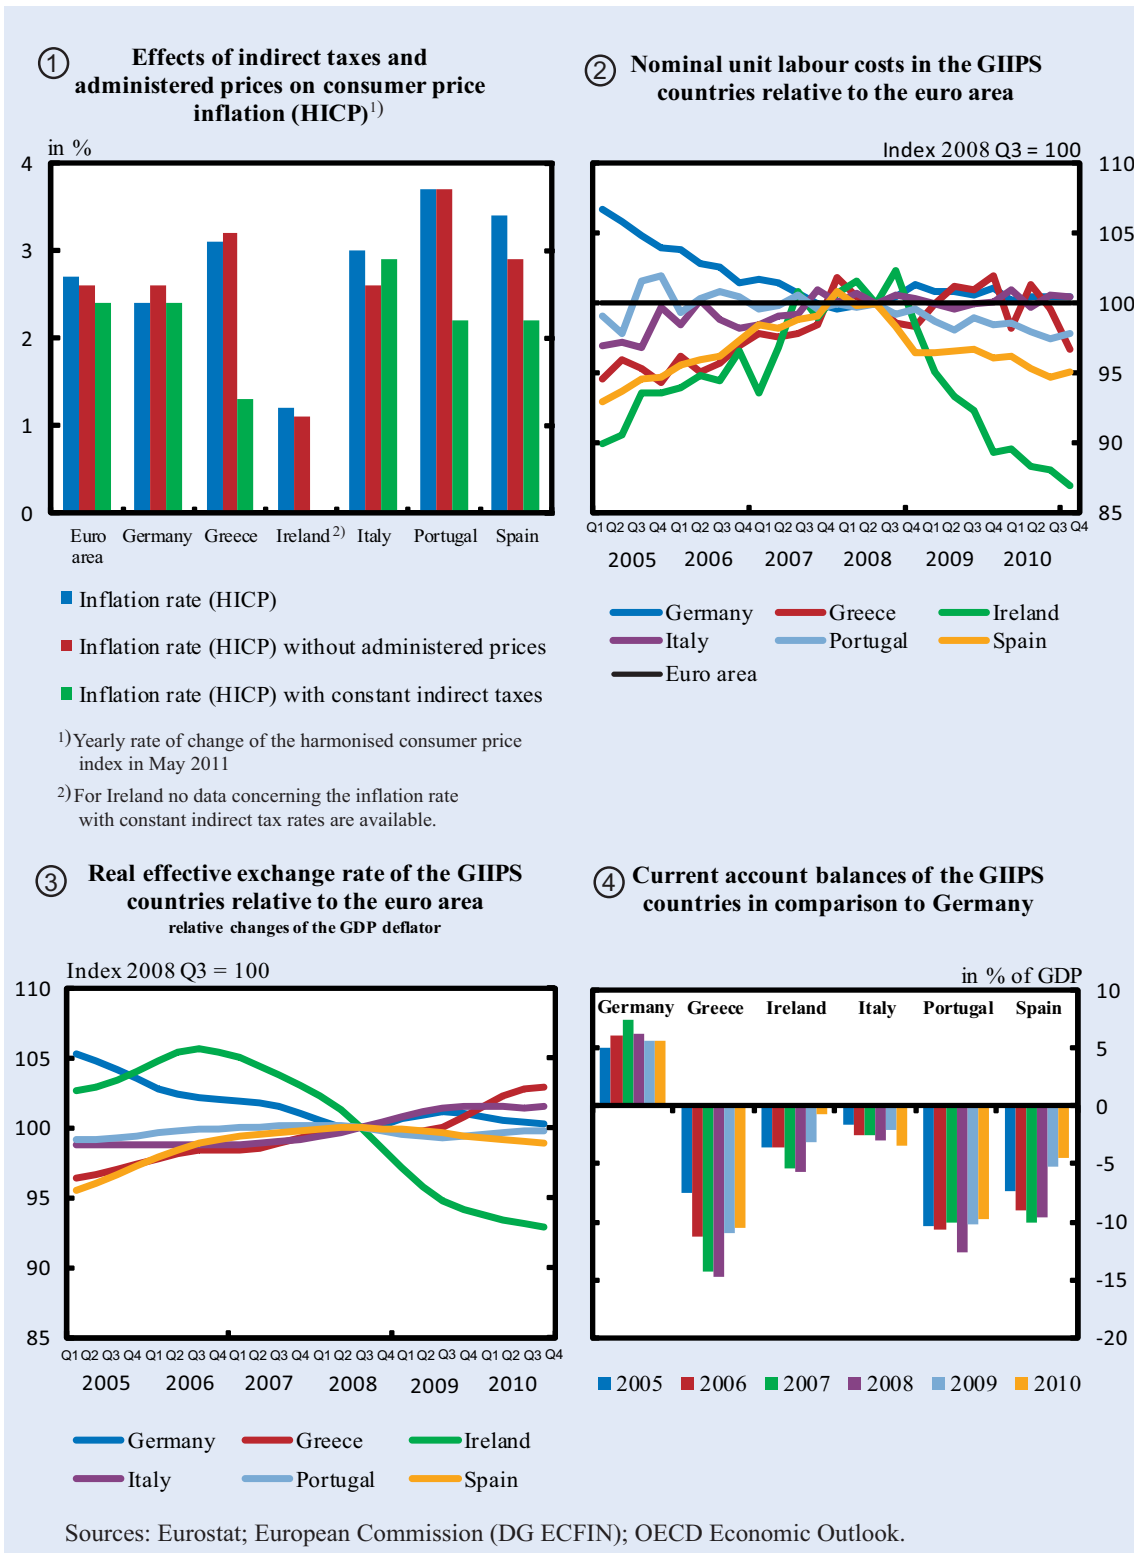 1 Effects of indirect taxes and
administered prices on consumer price
inflation (HICP)1)
in %
4
3
2
1
0
Euro area Germany Greece Ireland 2) Italy Portugal Spain
Inflation rate (HICP)
Inflation rate (HICP) without administered prices
Inflation rate (HICP) with constant indirect taxes
1) Yearly rate of change of the harmonised consumer price
index in May 2011
2) For Ireland no data concerning the inflation rate
with constant indirect tax rates are available.
2 Nominal unit labour costs in the GIIPS
countries relative to the euro area
Index 2008 Q3 = 100
110
105
100
95
90
85
Q1 Q2 Q3 Q4 Q1 Q2 Q3 Q4 Q1 Q2 Q3 Q4 Q1 Q2 Q3 Q4 Q1 Q2 Q3 Q4 Q1 Q2 Q3 Q4
2005 2006 2007 2008 2009 2010
Germany Greece Ireland
Italy Portugal Spain
Euro area
3 Real effective exchange rate of the GIIPS
countries relative to the euro area
relative changes of the GDP deflator
Index 2008 Q3 = 100
110
105
100
95
90
85
Q1 Q2 Q3 Q4 Q1 Q2 Q3 Q4 Q1 Q2 Q3 Q4 Q1 Q2 Q3 Q4 Q1 Q2 Q3 Q4 Q1 Q2 Q3 Q4
2005 2006 2007 2008 2009 2010
Germany Greece Ireland
Italy Portugal Spain
4 Current account balances of the GIIPS
countries in comparison to Germany
in % of GDP
Germany Greece Ireland Italy Portugal Spain
10
5
0
-5
-10
-15
-20
2005 2006 2007 2008 2009 2010
Sources: Eurostat; European Commission (DG ECFIN); OECD Economic Outlook.